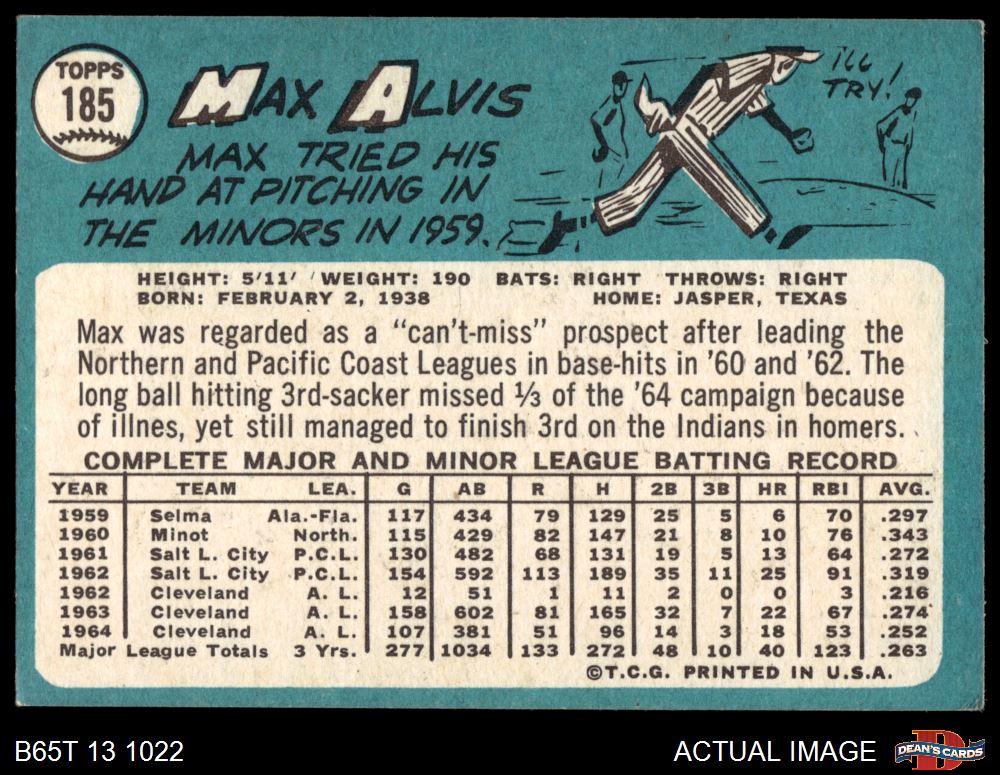 TOPPS
185
MAX ALVIS
I'LL
TRY!
MAX TRIED HIS
HAND AT PITCHING IN
THE MINORS IN 1959.
HEIGHT: 5'11' WEIGHT: 190 BATS: RIGHT THROWS: RIGHT
BORN: FEBRUARY 2, 1938 HOME: JASPER, TEXAS
Max was regarded as a “can't-miss” prospect after leading the
Northern and Pacific Coast Leagues in base-hits in '60 and '62. The
long ball hitting 3rd-sacker missed ⅓ of the '64 campaign because
of illnes, yet still managed to finish 3rd on the Indians in homers.
COMPLETE MAJOR AND MINOR LEAGUE BATTING RECORD
YEAR TEAM LEA. G AB R H 2B 3B HR RBI AVG.
1959 Selma Ala.-Fla. 117 434 79 129 25 5 6 70 .297
1960 Minot North. 115 429 82 147 21 8 10 76 .343
1961 Salt L. City P.C.L. 130 482 68 131 19 5 13 64 .272
1962 Salt L. City P.C.L. 154 592 113 189 35 11 25 91 .319
1962 Cleveland A. L. 12 51 1 11 2 0 0 3 .216
1963 Cleveland A. L. 158 602 81 165 32 7 22 67 .274
1964 Cleveland A. L. 107 381 51 96 14 3 18 53 .252
Major League Totals 3 Yrs. 277 1034 133 272 48 10 40 123 .263
©T.C.G. PRINTED IN U.S.A.
B65T 13 1022 ACTUAL IMAGE DEAN'S CARDS